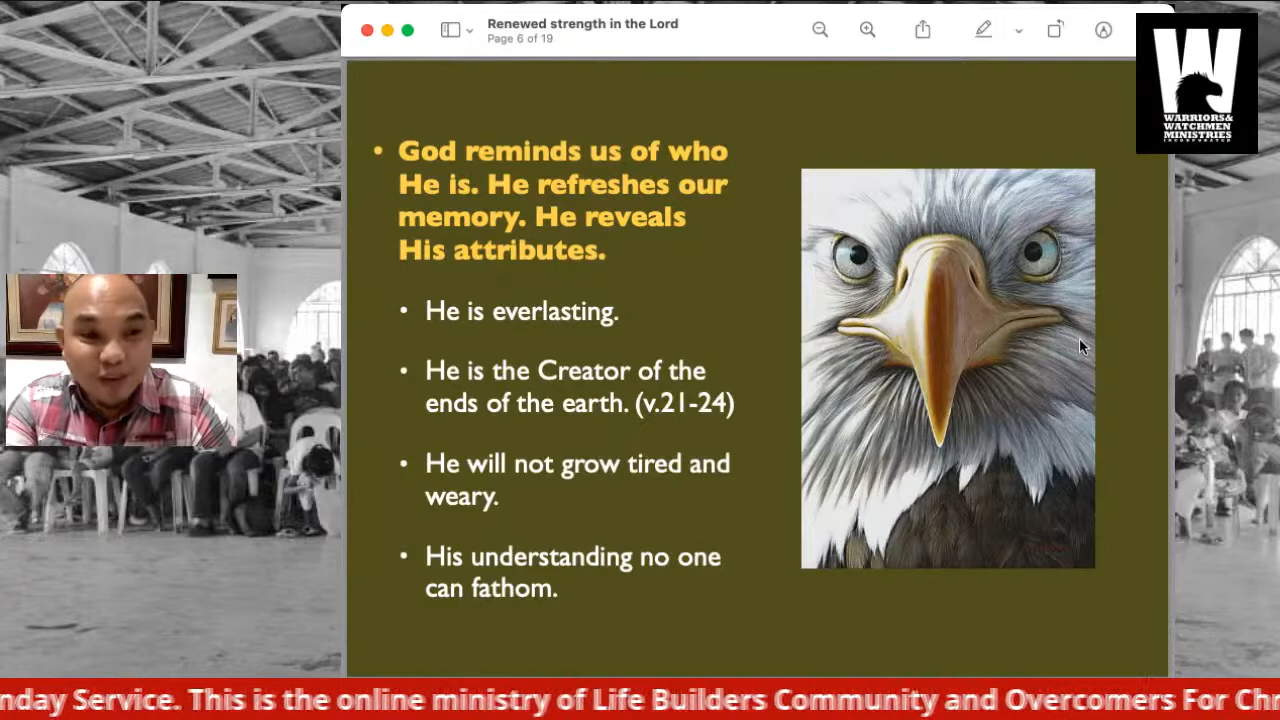 Renewed strength in the Lord
Page 6 of 19
W
WARRIORS&
WATCHMEN
MINISTRIES
INCORPORATED
• God reminds us of who
He is. He refreshes our
memory. He reveals
His attributes.
• He is everlasting.
• He is the Creator of the
ends of the earth. (v.21-24)
• He will not grow tired and
weary.
• His understanding no one
can fathom.
nday Service. This is the online ministry of Life Builders Community and Overcomers For Chr